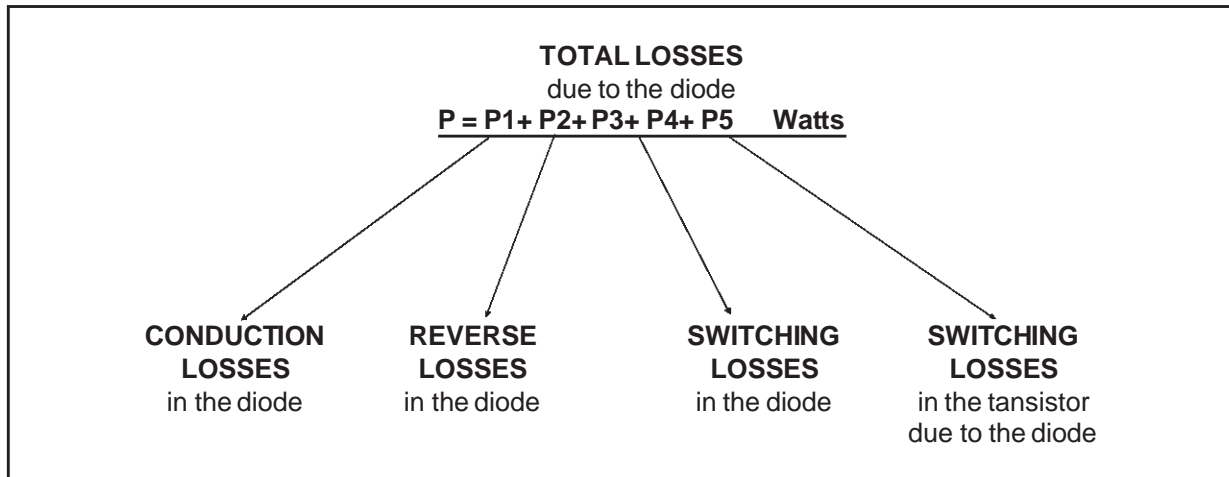 TOTAL LOSSES
due to the diode
P = P1+ P2+ P3+ P4+ P5 Watts
CONDUCTION
LOSSES
in the diode
REVERSE
LOSSES
in the diode
SWITCHING
LOSSES
in the diode
SWITCHING
LOSSES
in the tansistor
due to the diode